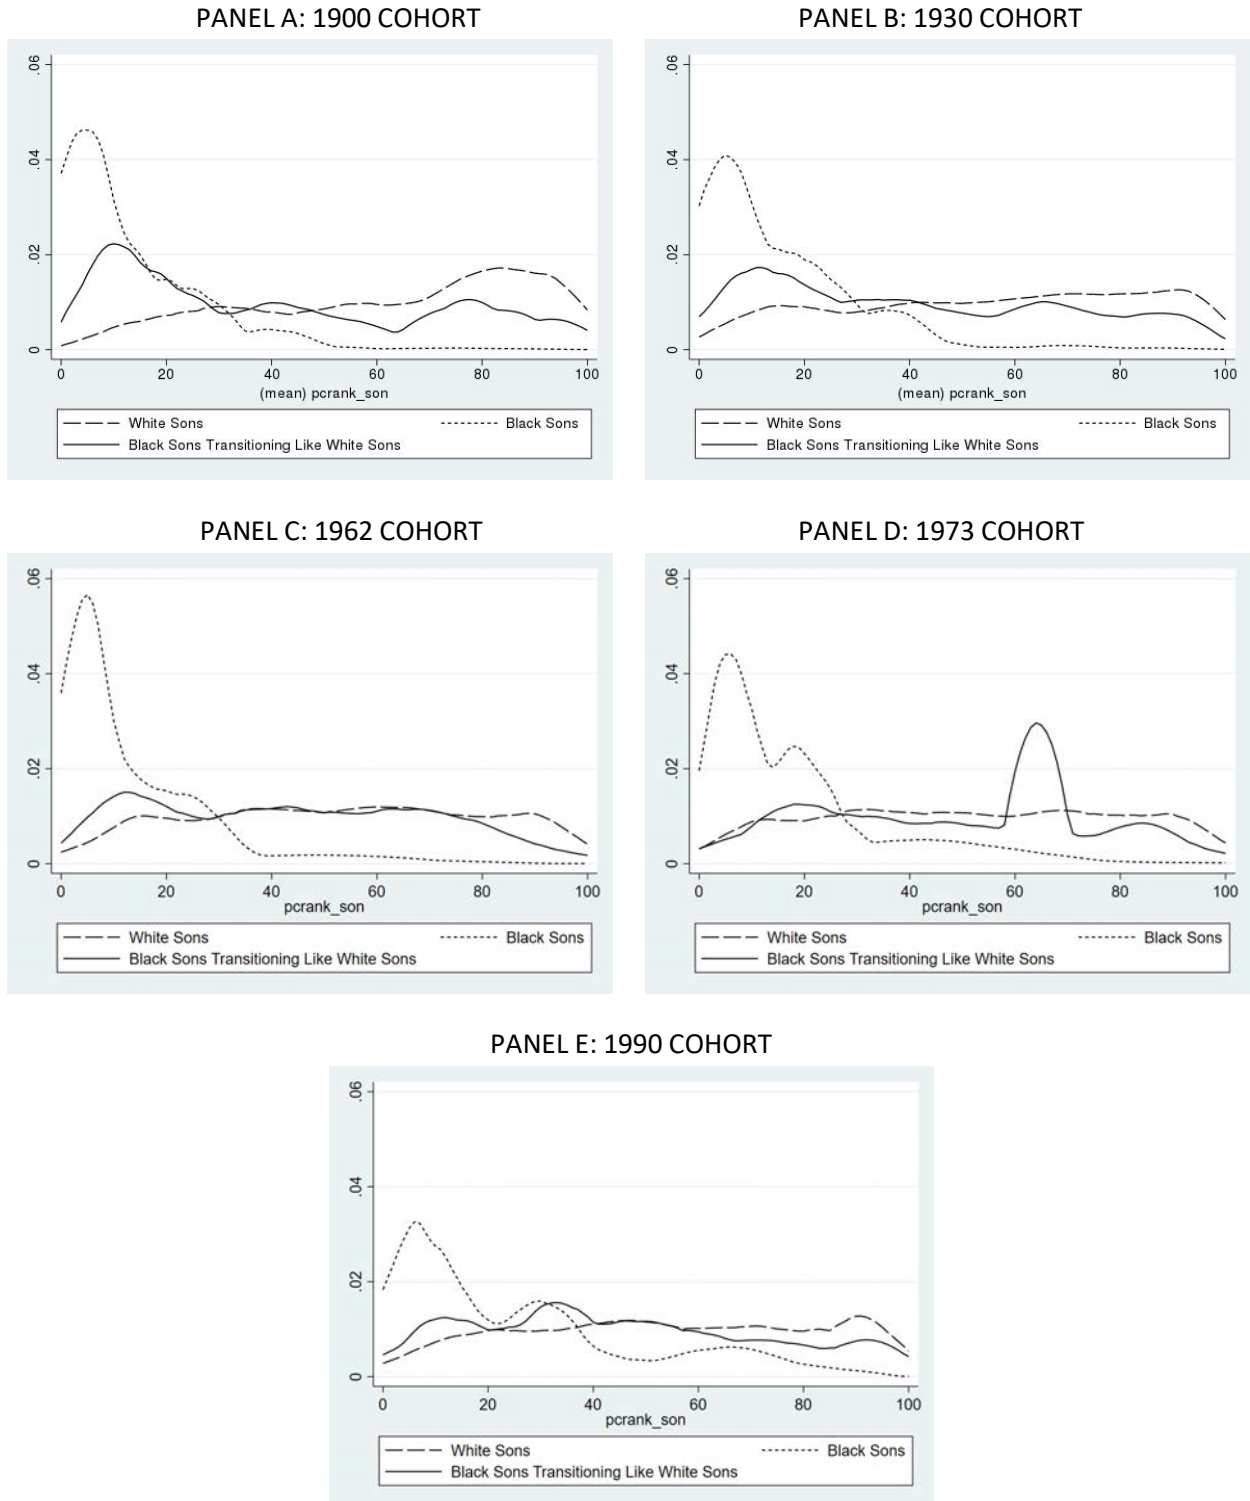 PANEL A: 1900 COHORT
.06
.04
.02
0
0 20 40 60 80 100
(mean) pcrank_son
White Sons Black Sons
Black Sons Transitioning Like White Sons
PANEL B: 1930 COHORT
.06
.04
.02
0
0 20 40 60 80 100
(mean) pcrank_son
White Sons Black Sons
Black Sons Transitioning Like White Sons
PANEL C: 1962 COHORT
.06
.04
.02
0
0 20 40 60 80 100
pcrank_son
White Sons Black Sons
Black Sons Transitioning Like White Sons
PANEL D: 1973 COHORT
.06
.04
.02
0
0 20 40 60 80 100
pcrank_son
White Sons Black Sons
Black Sons Transitioning Like White Sons
PANEL E: 1990 COHORT
.06
.04
.02
0
0 20 40 60 80 100
pcrank_son
White Sons Black Sons
Black Sons Transitioning Like White Sons